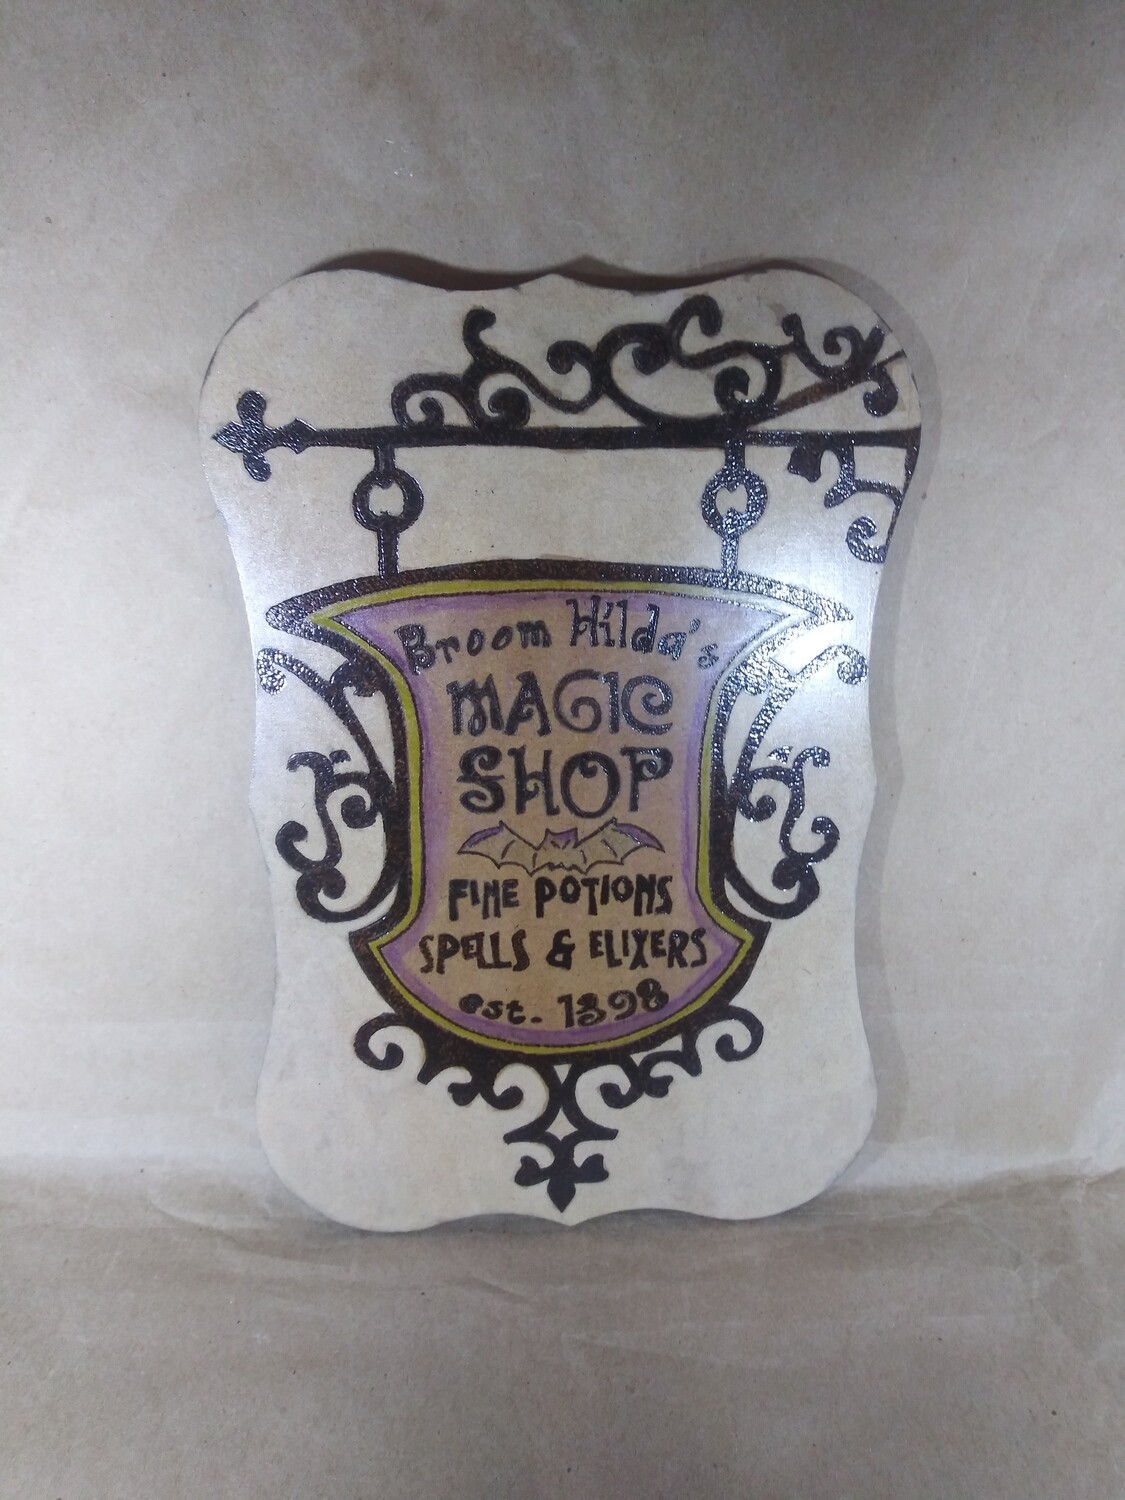 Broom Hilda's
MAGIC
SHOP
FINE POTIONS
SPELLS & ELIXERS
est. 1398